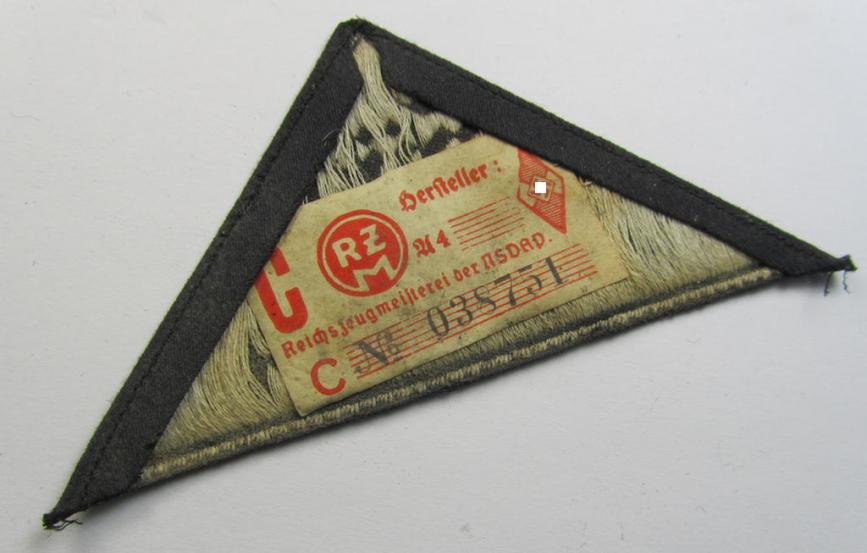 Hersteller:
RZM
A4
C
Reichszeugmeisterei der NSDAP.
C № 038751